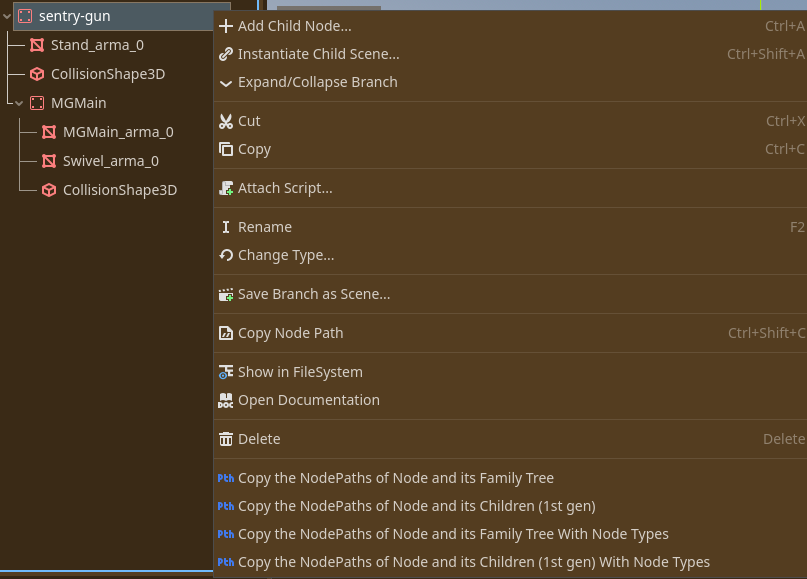 sentry-gun
Stand_arma_0
CollisionShape3D
MGMain
MGMain_arma_0
Swivel_arma_0
CollisionShape3D
Add Child Node... Ctrl+A
Instantiate Child Scene... Ctrl+Shift+A
Expand/Collapse Branch
Cut Ctrl+X
Copy Ctrl+C
Attach Script...
Rename F2
Change Type...
Save Branch as Scene...
Copy Node Path Ctrl+Shift+C
Show in FileSystem
Open Documentation
DOC
Delete Delete
Pth Copy the NodePaths of Node and its Family Tree
Pth Copy the NodePaths of Node and its Children (1st gen)
Pth Copy the NodePaths of Node and its Family Tree With Node Types
Pth Copy the NodePaths of Node and its Children (1st gen) With Node Types